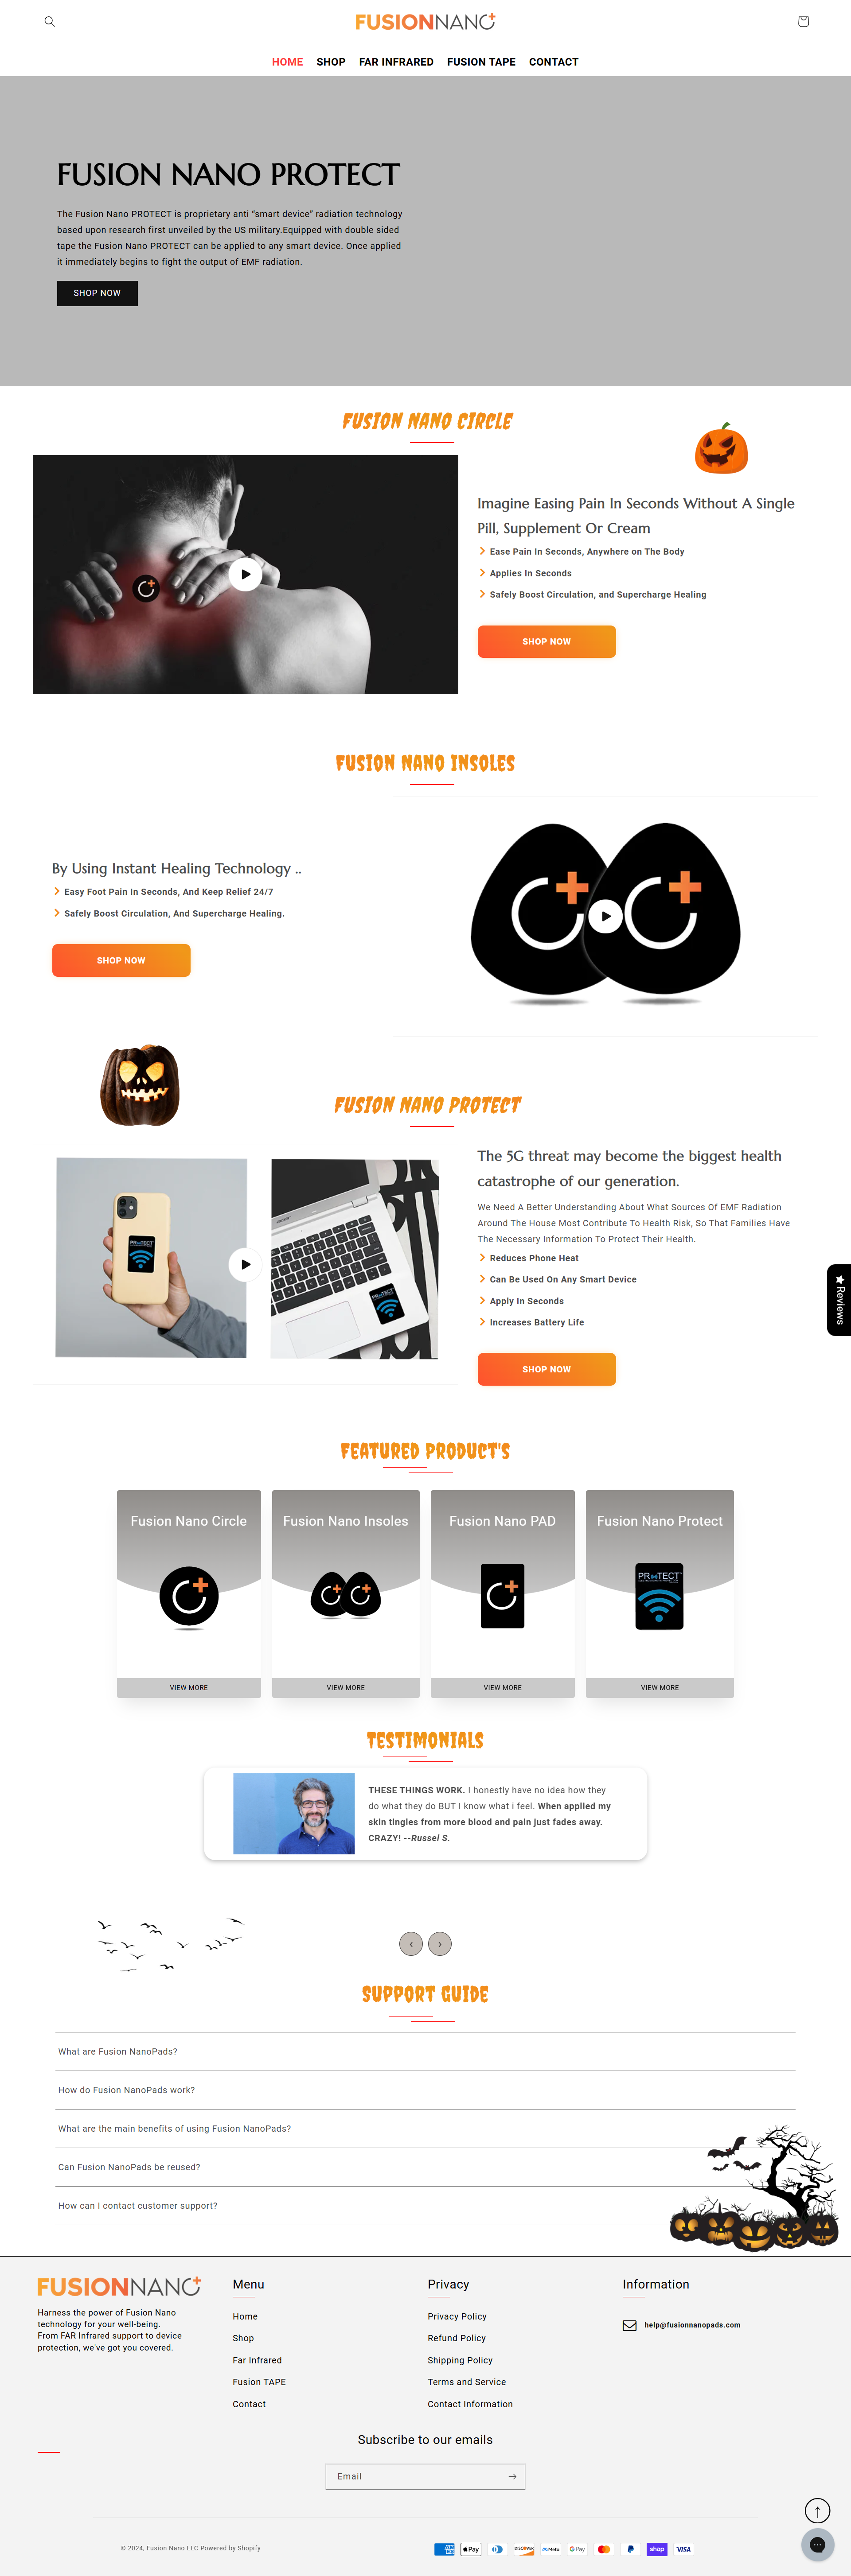 FUSIONNANO
HOME SHOP FAR INFRARED FUSION TAPE CONTACT
FUSION NANO PROTECT
The Fusion Nano PROTECT is proprietary anti "smart device" radiation technology
based upon research first unveiled by the US military.Equipped with double sided
tape the Fusion Nano PROTECT can be applied to any smart device. Once applied
it immediately begins to fight the output of EMF radiation.
SHOP NOW
FUSION NANO CIRCLE
Imagine Easing Pain In Seconds Without A Single
Pill, Supplement Or Cream
Ease Pain In Seconds, Anywhere on The Body
Applies In Seconds
Safely Boost Circulation, and Supercharge Healing
SHOP NOW
FUSION NANO INSOLES
By Using Instant Healing Technology ..
Easy Foot Pain In Seconds, And Keep Relief 24/7
Safely Boost Circulation, And Supercharge Healing.
SHOP NOW
FUSION NANO PROTECT
The 5G threat may become the biggest health
catastrophe of our generation.
We Need A Better Understanding About What Sources Of EMF Radiation
Around The House Most Contribute To Health Risk, So That Families Have
The Necessary Information To Protect Their Health.
Reduces Phone Heat
Can Be Used On Any Smart Device
Apply In Seconds
Increases Battery Life
SHOP NOW
PROTECT
acer
PROTECT
Reviews
FEATURED PRODUCT'S
Fusion Nano Circle
Fusion Nano Insoles
Fusion Nano PAD
Fusion Nano Protect
PROTECT
VIEW MORE
VIEW MORE
VIEW MORE
VIEW MORE
TESTIMONIALS
THESE THINGS WORK. I honestly have no idea how they
do what they do BUT I know what i feel. When applied my
skin tingles from more blood and pain just fades away.
CRAZY! --Russel S.
SUPPORT GUIDE
What are Fusion NanoPads?
How do Fusion NanoPads work?
What are the main benefits of using Fusion NanoPads?
Can Fusion NanoPads be reused?
How can I contact customer support?
FUSIONNANO
Harness the power of Fusion Nano
technology for your well-being.
From FAR Infrared support to device
protection, we've got you covered.
Menu
Home
Shop
Far Infrared
Fusion TAPE
Contact
Privacy
Privacy Policy
Refund Policy
Shipping Policy
Terms and Service
Contact Information
Information
help@fusionnanopads.com
Subscribe to our emails
Email
© 2024, Fusion Nano LLC Powered by Shopify
Pay DISCOVER Meta G Pay shop VISA